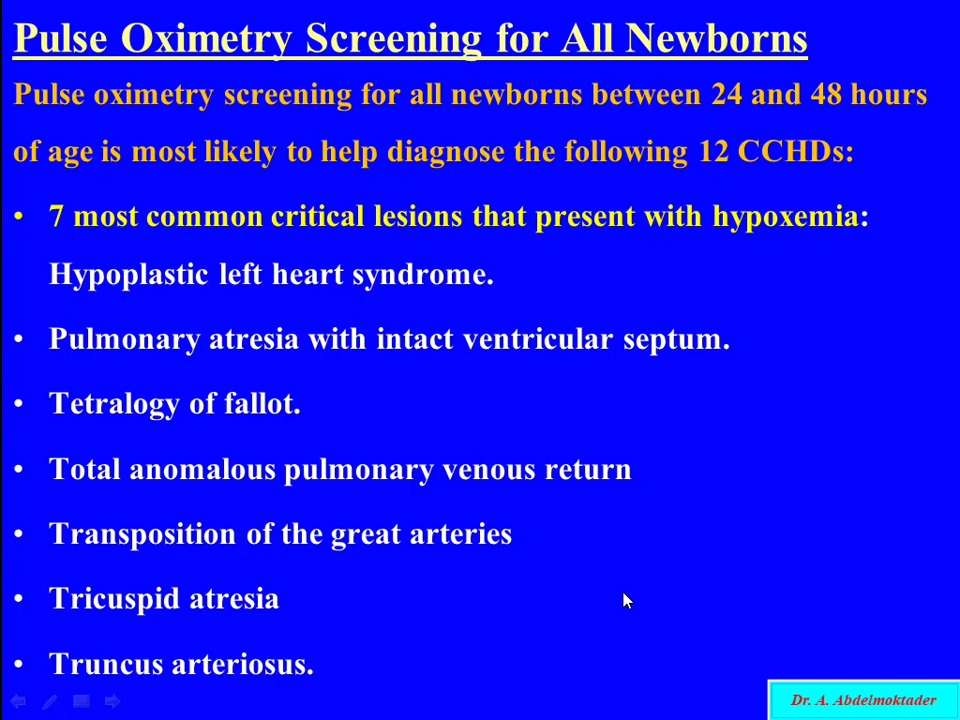 Pulse Oximetry Screening for All Newborns
Pulse oximetry screening for all newborns between 24 and 48 hours
of age is most likely to help diagnose the following 12 CCHDs:
• 7 most common critical lesions that present with hypoxemia:
Hypoplastic left heart syndrome.
• Pulmonary atresia with intact ventricular septum.
• Tetralogy of fallot.
• Total anomalous pulmonary venous return
• Transposition of the great arteries
• Tricuspid atresia
• Truncus arteriosus.
Dr. A. Abdelmoktader